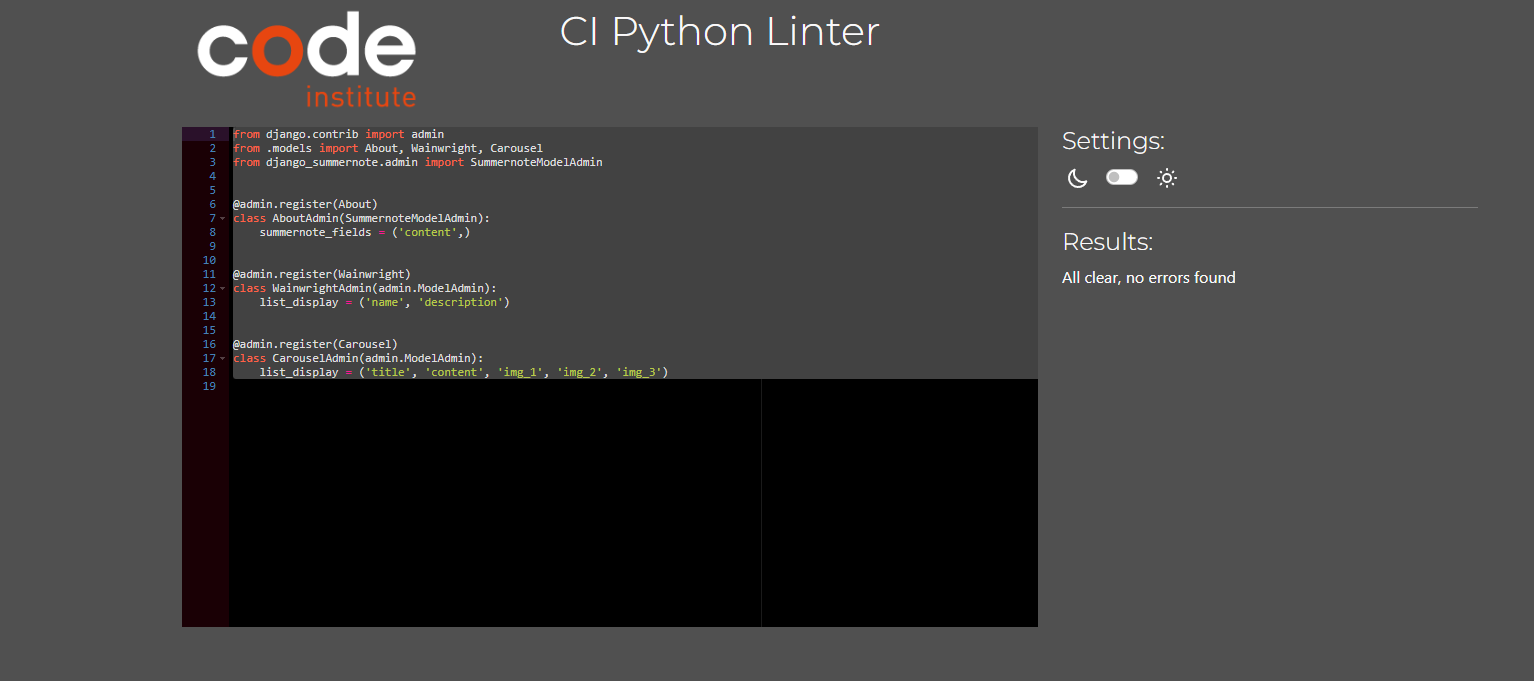 code
institute
CI Python Linter
1 from django.contrib import admin
2 from .models import About, Wainwright, Carousel
3 from django_summernote.admin import SummernoteModelAdmin
4
5
6 @admin.register(About)
7 class AboutAdmin(SummernoteModelAdmin):
8     summernote_fields = ('content',)
9
10
11 @admin.register(Wainwright)
12 class WainwrightAdmin(admin.ModelAdmin):
13     list_display = ('name', 'description')
14
15
16 @admin.register(Carousel)
17 class CarouselAdmin(admin.ModelAdmin):
18     list_display = ('title', 'content', 'img_1', 'img_2', 'img_3')
19
Settings:
Results:
All clear, no errors found